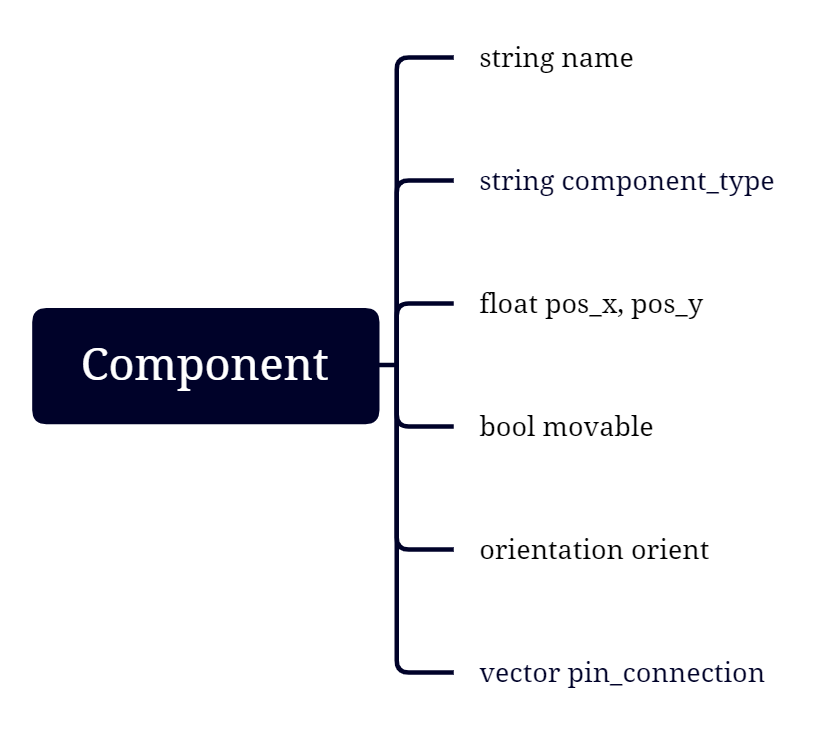 string name
string component_type
float pos_x, pos_y
Component
bool movable
orientation orient
vector pin_connection